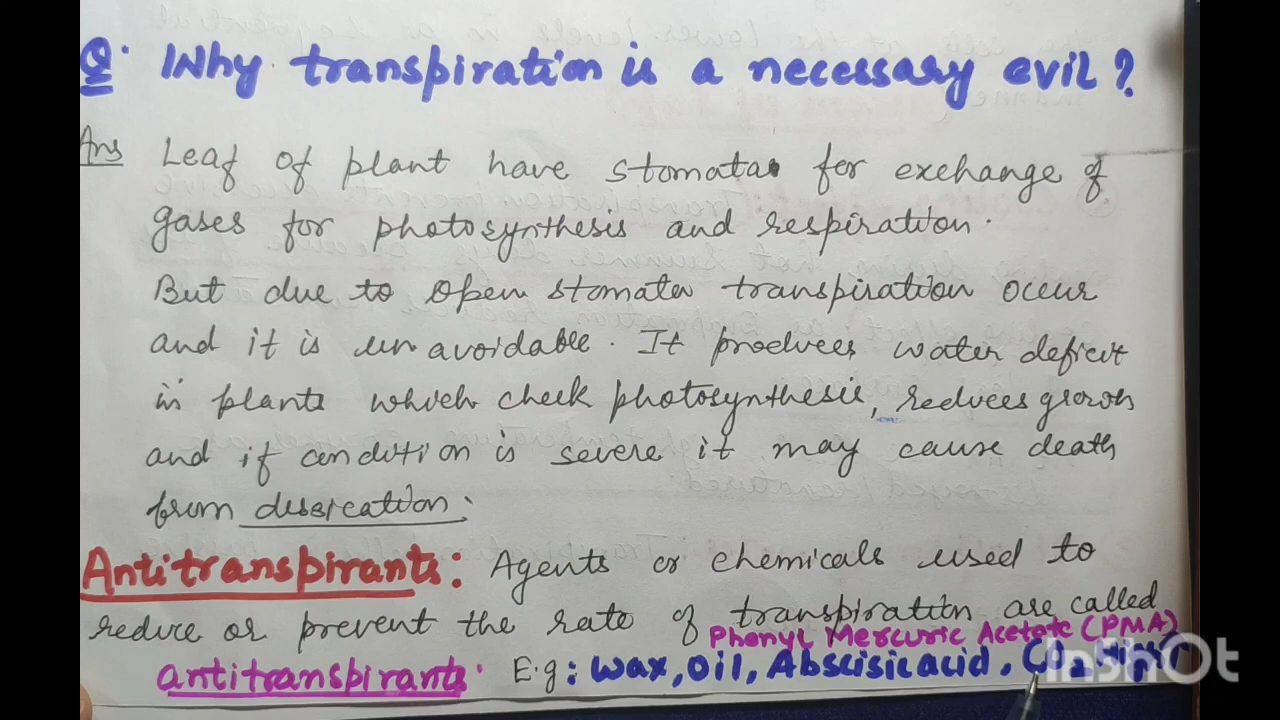 Q. Why transpiration is a necessary evil?
Ans Leaf of plant have stomata for exchange of
gases for photosynthesis and respiration.
But due to open stomata transpiration occur
and it is unavoidable. It produces water deficit
in plants which check photosynthesis, reduces growth
and if condition is severe it may cause death
from dessication.
Antitranspirants: Agents or chemicals used to
reduce or prevent the rate of transpiration are called
Phenyl Mercuric Acetate (PMA)
antitranspirants. E.g: Wax, Oil, Abscisic acid, CO2
InShOt